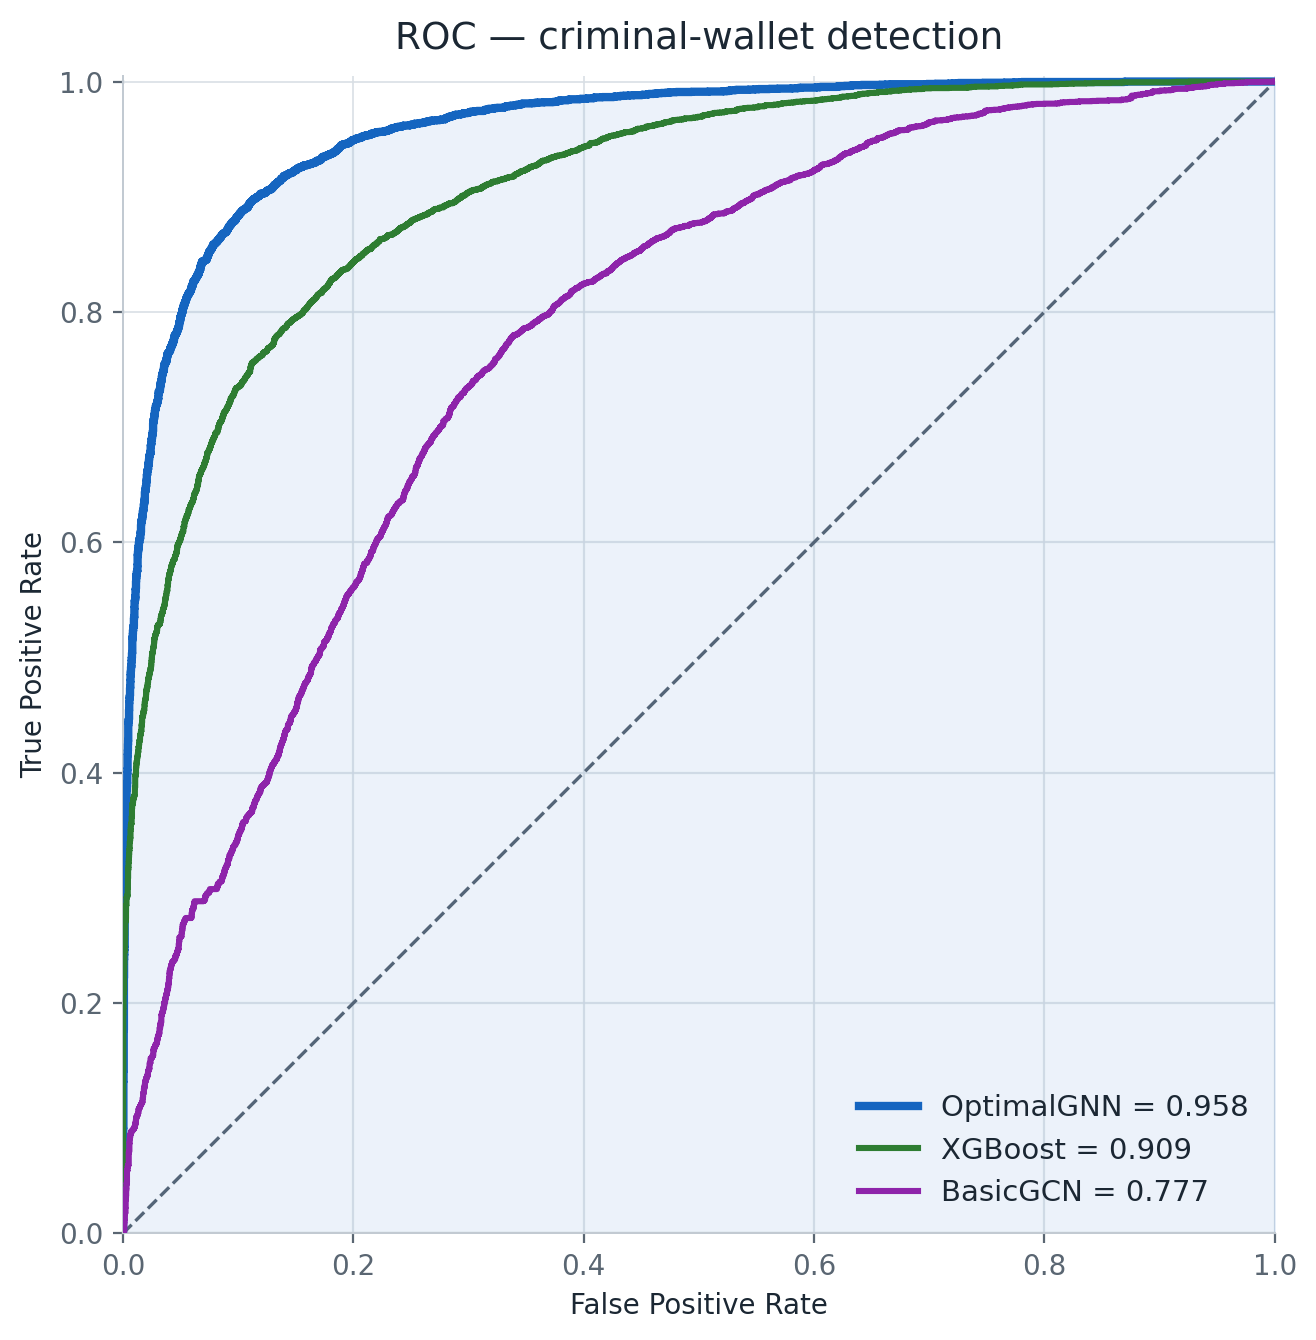 ROC — criminal-wallet detection
1.0
0.8
0.6
0.4
0.2
0.0
True Positive Rate
OptimalGNN = 0.958
XGBoost = 0.909
BasicGCN = 0.777
0.0 0.2 0.4 0.6 0.8 1.0
False Positive Rate